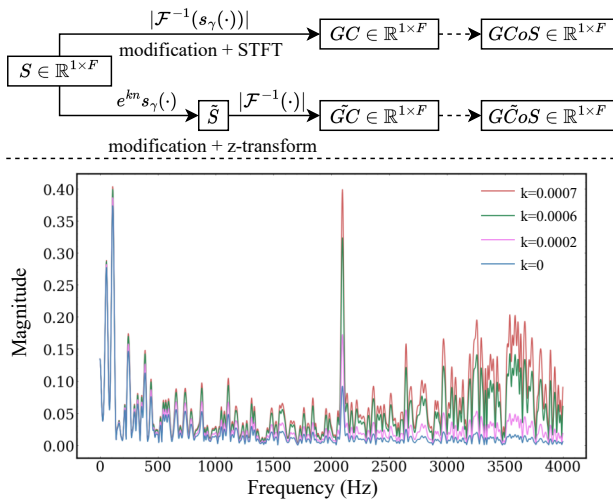 |ℱ⁻¹(s_γ(·))|
modification + STFT
S ∈ ℝ^{1×F}
GC ∈ ℝ^{1×F}
GCoS ∈ ℝ^{1×F}
e^{kn}s_γ(·)
S̃
|ℱ⁻¹(·)|
G̃C ∈ ℝ^{1×F}
GC̃oS ∈ ℝ^{1×F}
modification + z-transform
k=0.0007
k=0.0006
k=0.0002
k=0
Magnitude
0.40
0.35
0.30
0.25
0.20
0.15
0.10
0.05
0.00
0 500 1000 1500 2000 2500 3000 3500 4000
Frequency (Hz)